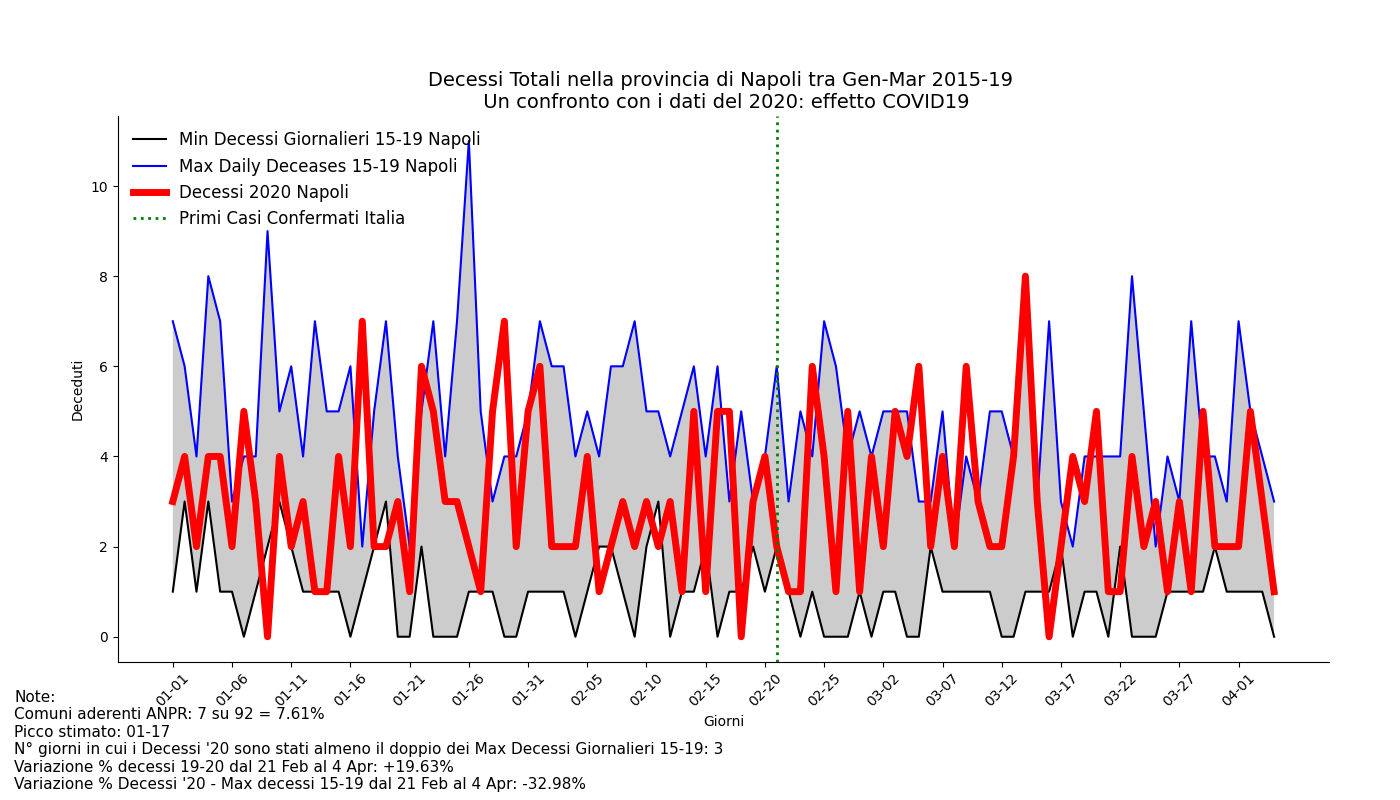 Decessi Totali nella provincia di Napoli tra Gen-Mar 2015-19
Un confronto con i dati del 2020: effetto COVID19
Min Decessi Giornalieri 15-19 Napoli
Max Daily Deceases 15-19 Napoli
Decessi 2020 Napoli
Primi Casi Confermati Italia
Deceduti
10
8
6
4
2
0
01-01
01-06
01-11
01-16
01-21
01-26
01-31
02-05
02-10
02-15
02-20
02-25
03-02
03-07
03-12
03-17
03-22
03-27
04-01
Giorni
Note:
Comuni aderenti ANPR: 7 su 92 = 7.61%
Picco stimato: 01-17
N° giorni in cui i Decessi '20 sono stati almeno il doppio dei Max Decessi Giornalieri 15-19: 3
Variazione % decessi 19-20 dal 21 Feb al 4 Apr: +19.63%
Variazione % Decessi '20 - Max decessi 15-19 dal 21 Feb al 4 Apr: -32.98%